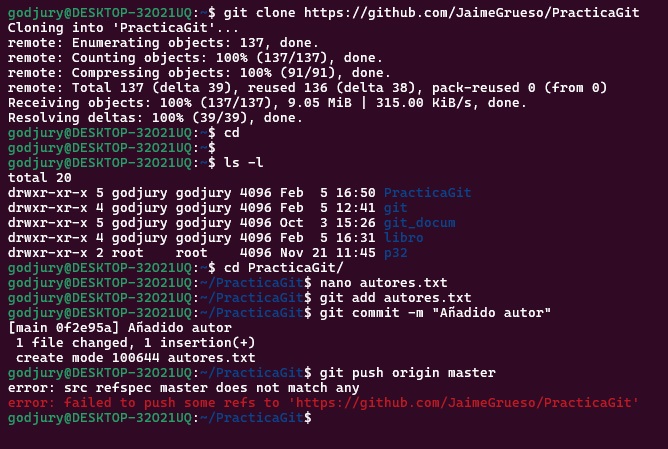 godjury@DESKTOP-32O21UQ:~$ git clone https://github.com/JaimeGrueso/PracticaGit
Cloning into 'PracticaGit'...
remote: Enumerating objects: 137, done.
remote: Counting objects: 100% (137/137), done.
remote: Compressing objects: 100% (91/91), done.
remote: Total 137 (delta 39), reused 136 (delta 38), pack-reused 0 (from 0)
Receiving objects: 100% (137/137), 9.05 MiB | 315.00 KiB/s, done.
Resolving deltas: 100% (39/39), done.
godjury@DESKTOP-32O21UQ:~$ cd
godjury@DESKTOP-32O21UQ:~$
godjury@DESKTOP-32O21UQ:~$ ls -l
total 20
drwxr-xr-x 5 godjury godjury 4096 Feb  5 16:50 PracticaGit
drwxr-xr-x 4 godjury godjury 4096 Feb  5 12:41 git
drwxr-xr-x 5 godjury godjury 4096 Oct  3 15:26 git_docum
drwxr-xr-x 4 godjury godjury 4096 Feb  5 16:31 libro
drwxr-xr-x 2 root    root    4096 Nov 21 11:45 p32
godjury@DESKTOP-32O21UQ:~$ cd PracticaGit/
godjury@DESKTOP-32O21UQ:~/PracticaGit$ nano autores.txt
godjury@DESKTOP-32O21UQ:~/PracticaGit$ git add autores.txt
godjury@DESKTOP-32O21UQ:~/PracticaGit$ git commit -m "Añadido autor"
[main 0f2e95a] Añadido autor
 1 file changed, 1 insertion(+)
 create mode 100644 autores.txt
godjury@DESKTOP-32O21UQ:~/PracticaGit$ git push origin master
error: src refspec master does not match any
error: failed to push some refs to 'https://github.com/JaimeGrueso/PracticaGit'
godjury@DESKTOP-32O21UQ:~/PracticaGit$